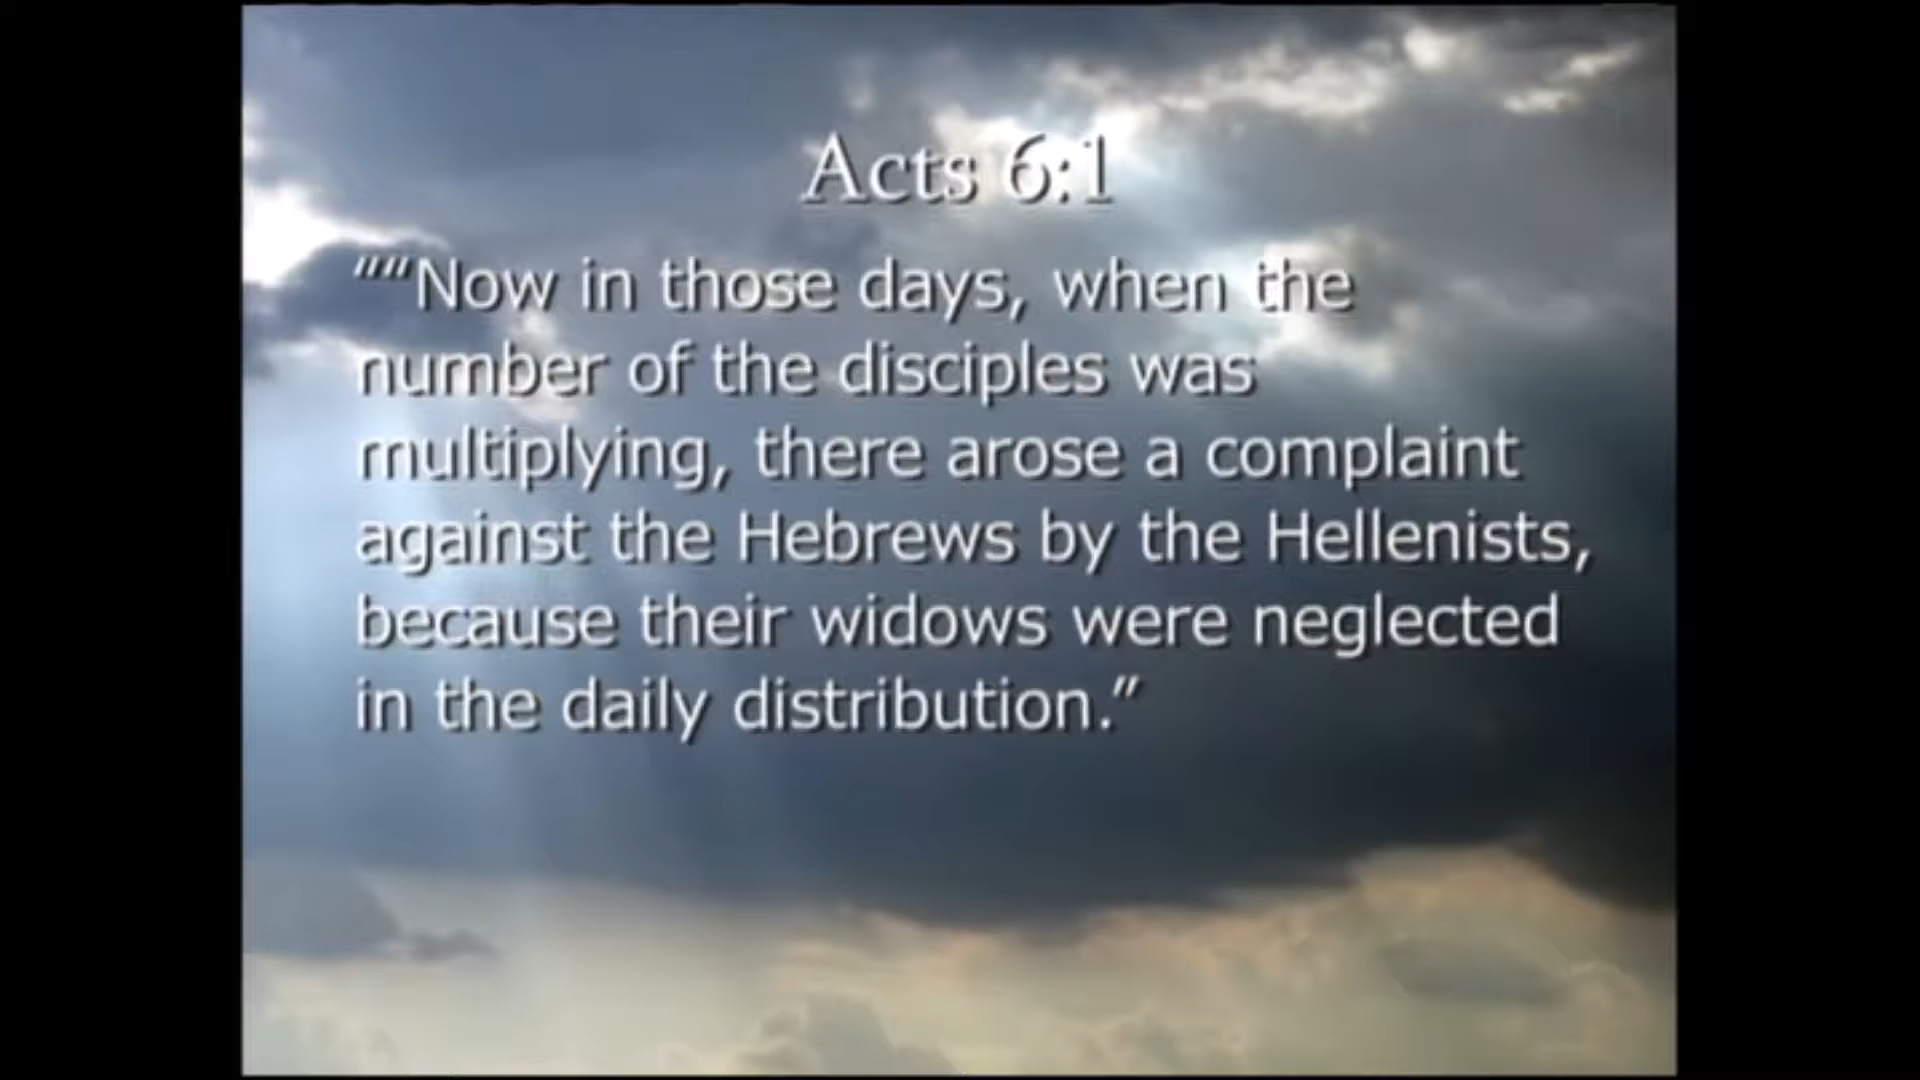 Acts 6:1
““Now in those days, when the
number of the disciples was
multiplying, there arose a complaint
against the Hebrews by the Hellenists,
because their widows were neglected
in the daily distribution.”